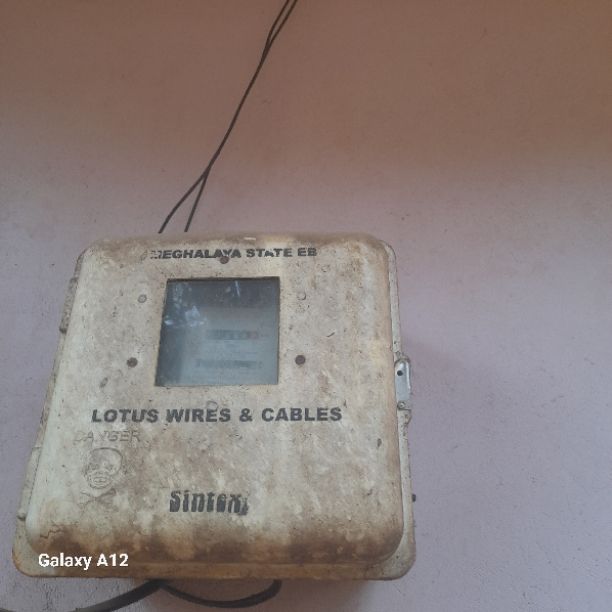 MEGHALAYA STATE EB
LOTUS WIRES & CABLES
DANGER
Sintex
Galaxy A12